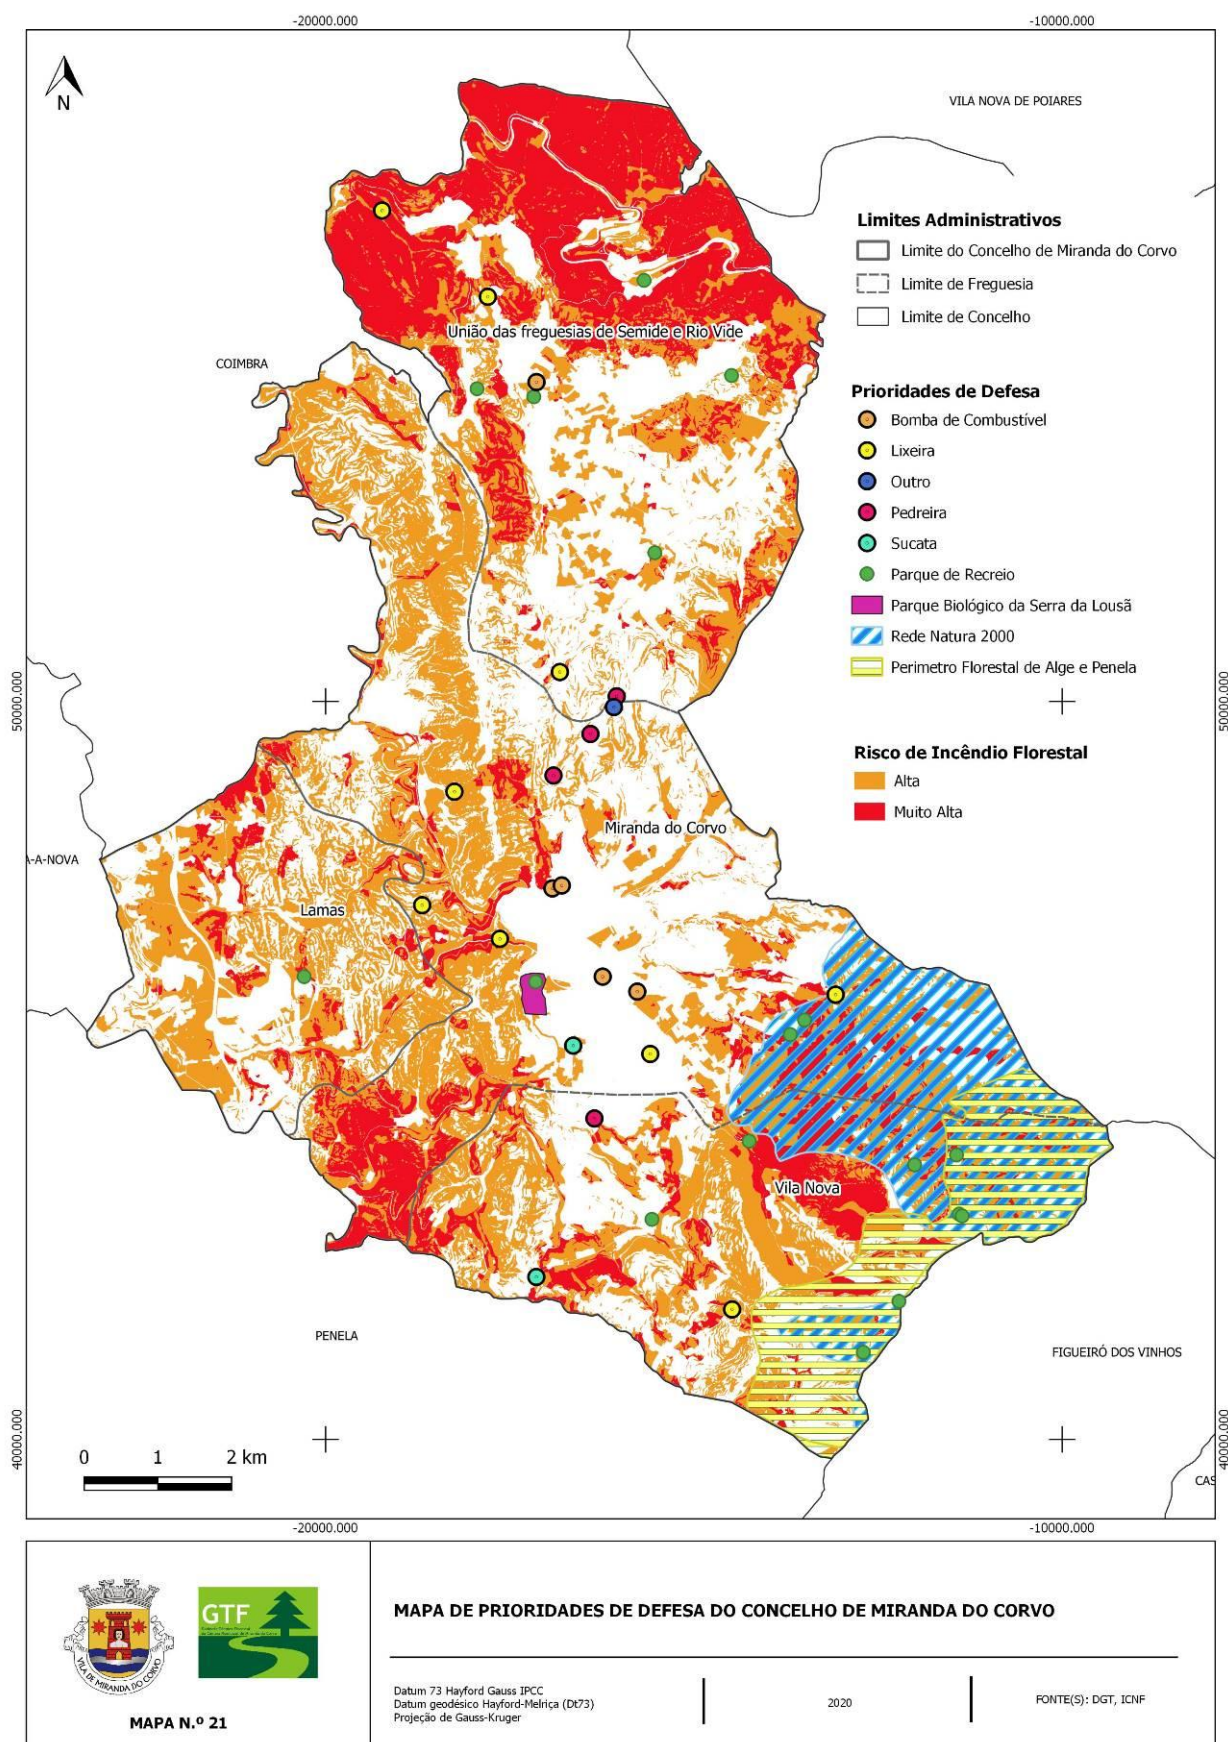 -20000.000
-10000.000
N
VILA NOVA DE POIARES
Limites Administrativos
Limite do Concelho de Miranda do Corvo
Limite de Freguesia
Limite de Concelho
União das freguesias de Semide e Rio Vide
COIMBRA
Prioridades de Defesa
Bomba de Combustível
Lixeira
Outro
Pedreira
Sucata
Parque de Recreio
Parque Biológico da Serra da Lousã
Rede Natura 2000
Perimetro Florestal de Alge e Penela
50000.000
50000.000
Risco de Incêndio Florestal
Alta
Muito Alta
Miranda do Corvo
A-A-NOVA
Lamas
Vila Nova
PENELA
FIGUEIRÓ DOS VINHOS
40000.000
40000.000
0 1 2 km
CAS
-20000.000
-10000.000
GTF
VILA DE MIRANDA DO CORVO
MAPA N.º 21
MAPA DE PRIORIDADES DE DEFESA DO CONCELHO DE MIRANDA DO CORVO
Datum 73 Hayford Gauss IPCC
Datum geodésico Hayford-Melriça (Dt73)
Projeção de Gauss-Kruger
2020
FONTE(S): DGT, ICNF